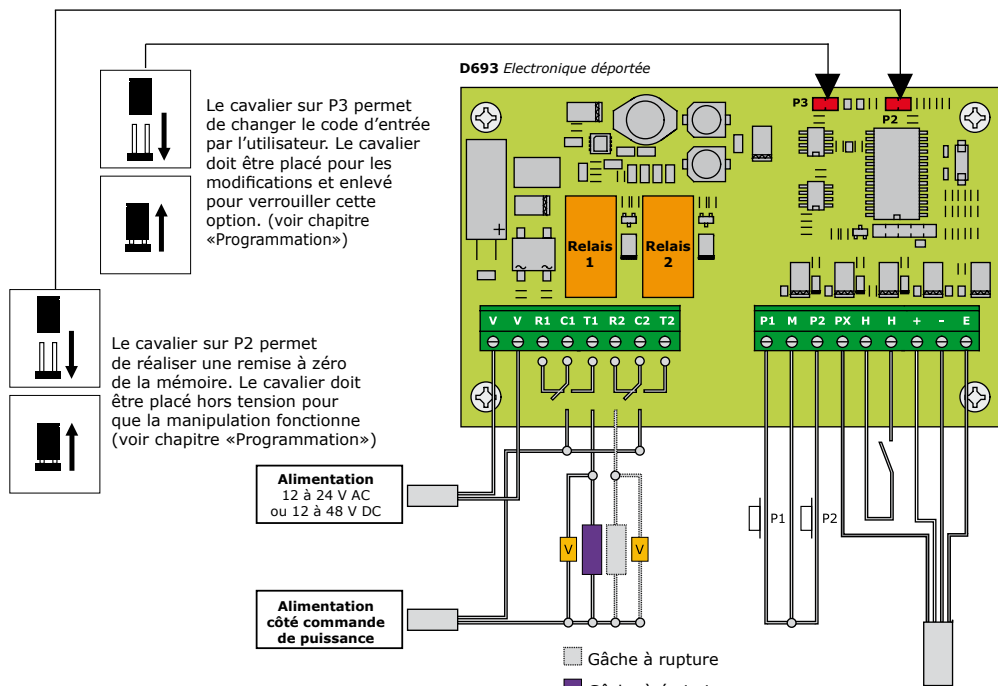 D693 Electronique déportée
P3
P2
Le cavalier sur P3 permet
de changer le code d'entrée
par l'utilisateur. Le cavalier
doit être placé pour les
modifications et enlevé
pour verrouiller cette
option. (voir chapitre
«Programmation»)
+
~ ~
Relais
1
Relais
2
V V R1 C1 T1 R2 C2 T2
P1 M P2 PX H H + - E
Le cavalier sur P2 permet
de réaliser une remise à zéro
de la mémoire. Le cavalier doit
être placé hors tension pour
que la manipulation fonctionne
(voir chapitre «Programmation»)
Alimentation
12 à 24 V AC
ou 12 à 48 V DC
P1
P2
V
V
Alimentation
côté commande
de puissance
Gâche à rupture